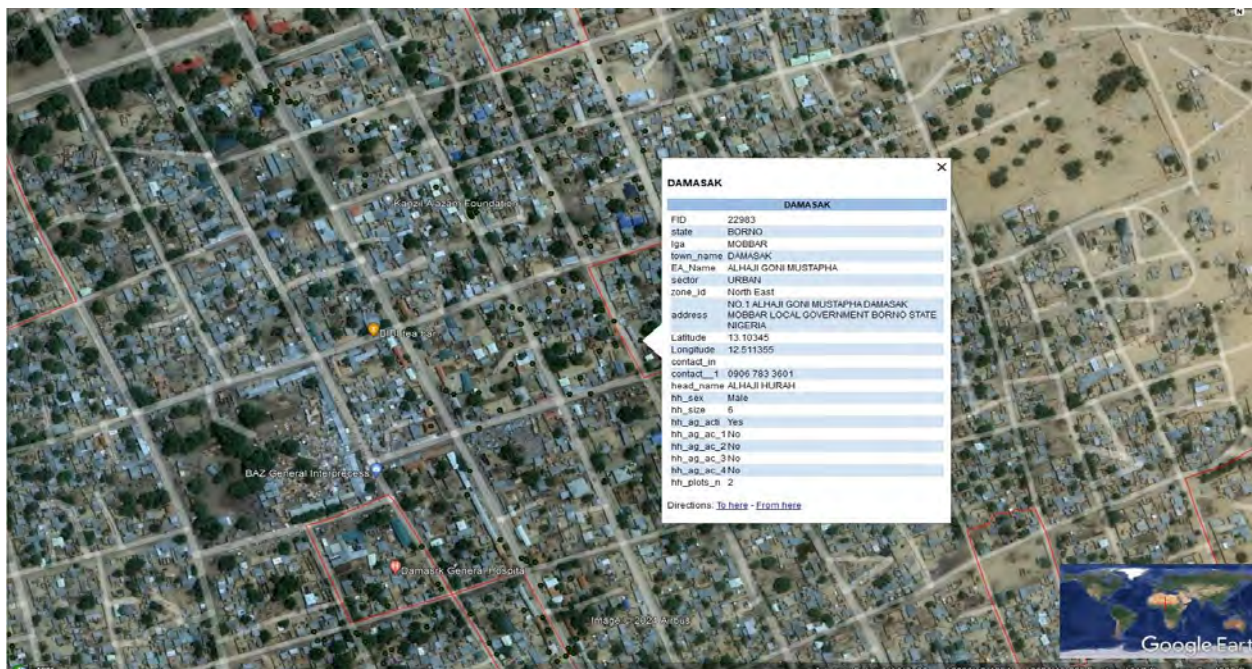 N
Kanzil A'azam Foundation
BAZ General Interprecess
Damasrk General Hospital
Image © 2024 Airbus
Google Earth
DAMASAK
DAMASAK
FID 22983
state BORNO
lga MOBBAR
town_name DAMASAK
EA_Name ALHAJI GONI MUSTAPHA
sector URBAN
zone_id North East
address NO.1 ALHAJI GONI MUSTAPHA DAMASAK
MOBBAR LOCAL GOVERNMENT BORNO STATE
NIGERIA
Latitude 13.10345
Longitude 12.511355
contact_in
contact__1 0906 783 3601
head_name ALHAJI HURAH
hh_sex Male
hh_size 6
hh_ag_acti Yes
hh_ag_ac_1 No
hh_ag_ac_2 No
hh_ag_ac_3 No
hh_ag_ac_4 No
hh_plots_n 2
Directions: To here - From here